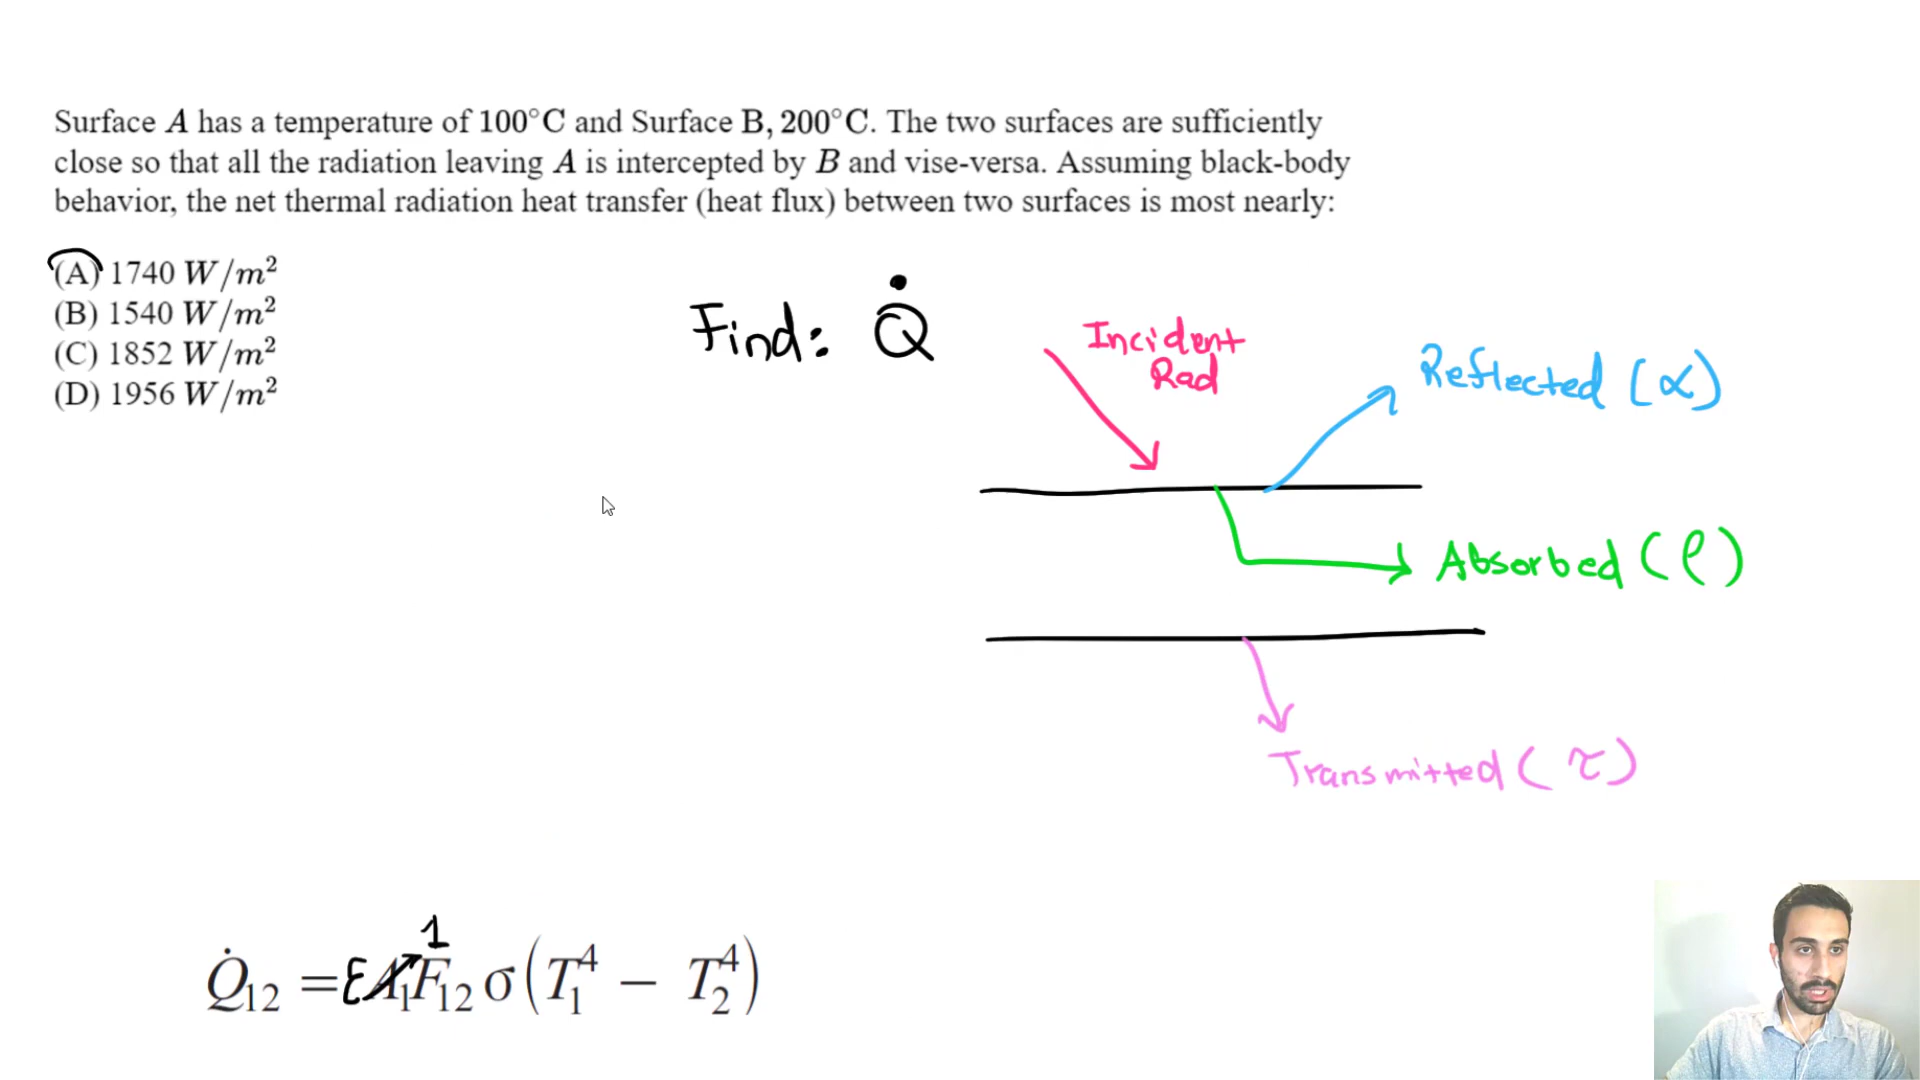 Surface A has a temperature of 100°C and Surface B, 200°C. The two surfaces are sufficiently
close so that all the radiation leaving A is intercepted by B and vise-versa. Assuming black-body
behavior, the net thermal radiation heat transfer (heat flux) between two surfaces is most nearly:
(A) 1740 W/m²
(B) 1540 W/m²
(C) 1852 W/m²
(D) 1956 W/m²
Find: Q̇
Incident
Rad
Reflected (α)
Absorbed (ρ)
Transmitted (τ)
1
Q̇₁₂ = εA₁F₁₂ σ(T₁⁴ − T₂⁴)